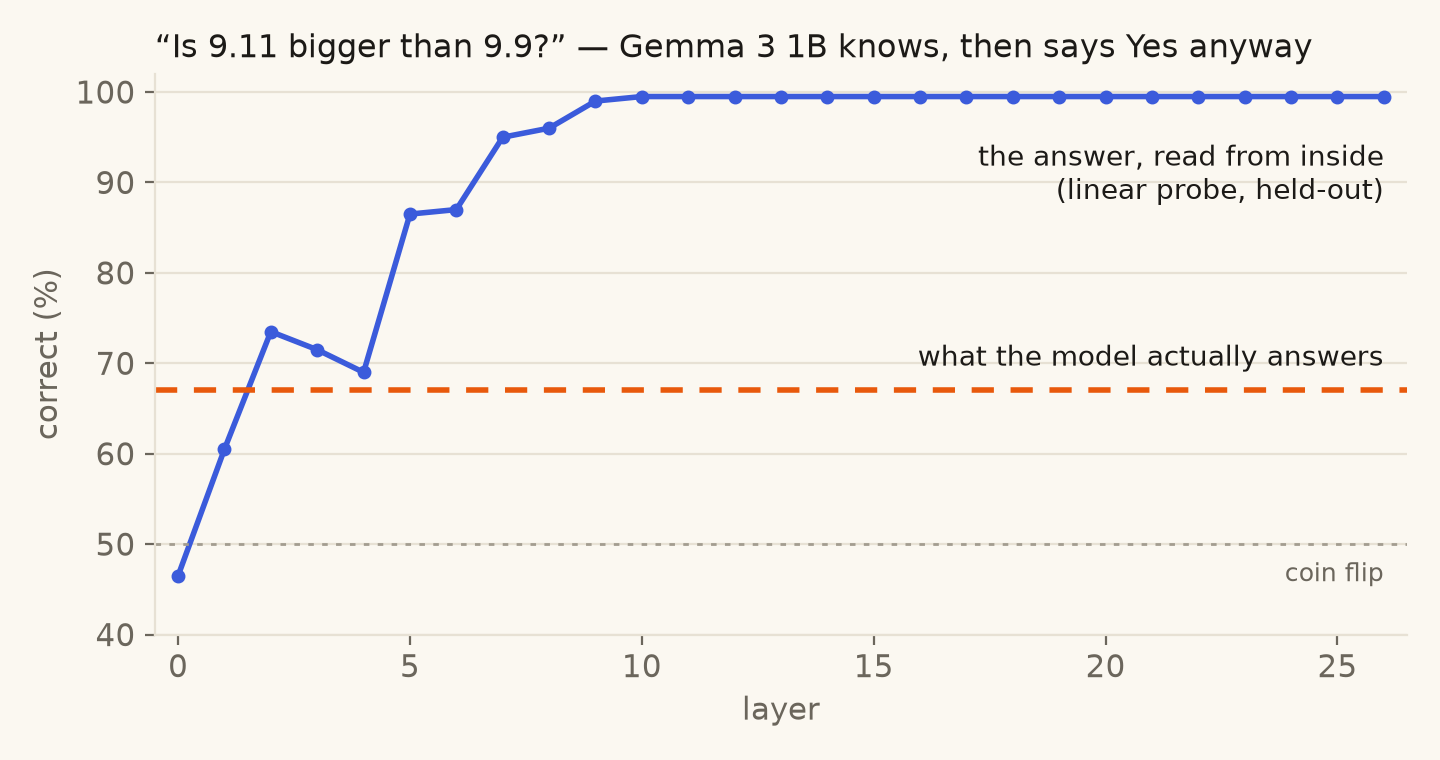 “Is 9.11 bigger than 9.9?” — Gemma 3 1B knows, then says Yes anyway
correct (%)
100
90
80
70
60
50
40
the answer, read from inside
(linear probe, held-out)
what the model actually answers
coin flip
0 5 10 15 20 25
layer